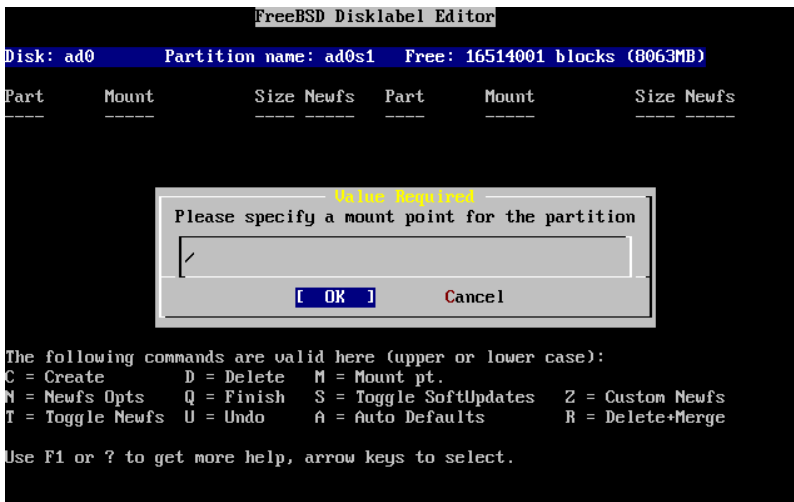 FreeBSD Disklabel Editor
Disk: ad0 Partition name: ad0s1 Free: 16514001 blocks (8063MB)
Part Mount Size Newfs Part Mount Size Newfs
---- ----- ---- ----- ---- ----- ---- -----
Value Required
Please specify a mount point for the partition
/
[ OK ] Cancel
The following commands are valid here (upper or lower case):
C = Create D = Delete M = Mount pt.
N = Newfs Opts Q = Finish S = Toggle SoftUpdates Z = Custom Newfs
T = Toggle Newfs U = Undo A = Auto Defaults R = Delete+Merge
Use F1 or ? to get more help, arrow keys to select.